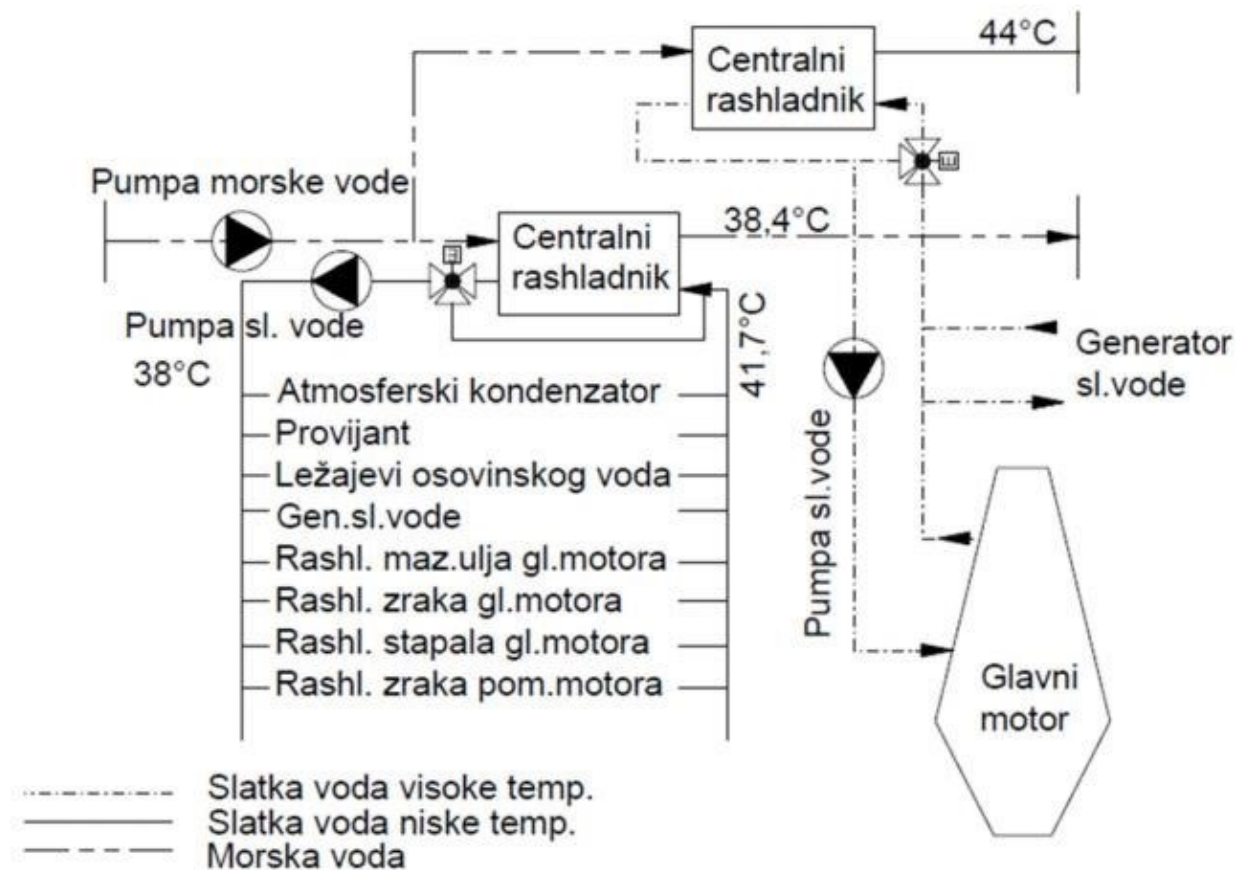 44°C
Centralni
rashladnik
E
Pumpa morske vode
38,4°C
Centralni
rashladnik
E
Pumpa sl. vode
38°C
41,7°C
Generator
sl.vode
Pumpa sl.vode
Atmosferski kondenzator
Provijant
Ležajevi osovinskog voda
Gen.sl.vode
Rashl. maz.ulja gl.motora
Rashl. zraka gl.motora
Rashl. stapala gl.motora
Rashl. zraka pom.motora
Glavni
motor
Slatka voda visoke temp.
Slatka voda niske temp.
Morska voda